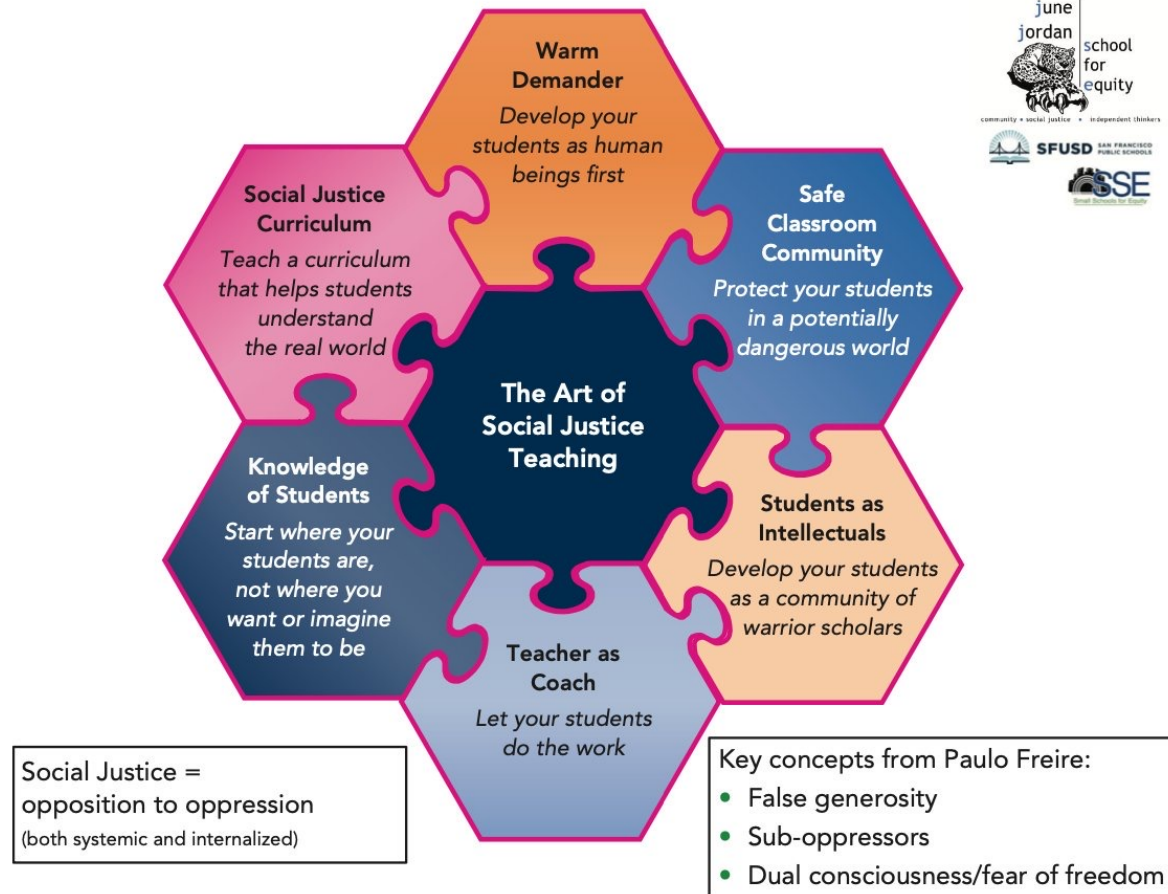 june
jordan
school
for
equity
community • social justice • independent thinkers
SFUSD SAN FRANCISCO
PUBLIC SCHOOLS
SSE
Small Schools for Equity
Warm
Demander
Develop your
students as human
beings first
Social Justice
Curriculum
Teach a curriculum
that helps students
understand
the real world
Safe
Classroom
Community
Protect your students
in a potentially
dangerous world
The Art of
Social Justice
Teaching
Knowledge
of Students
Start where your
students are,
not where you
want or imagine
them to be
Students as
Intellectuals
Develop your students
as a community of
warrior scholars
Teacher as
Coach
Let your students
do the work
Social Justice =
opposition to oppression
(both systemic and internalized)
Key concepts from Paulo Freire:
• False generosity
• Sub-oppressors
• Dual consciousness/fear of freedom